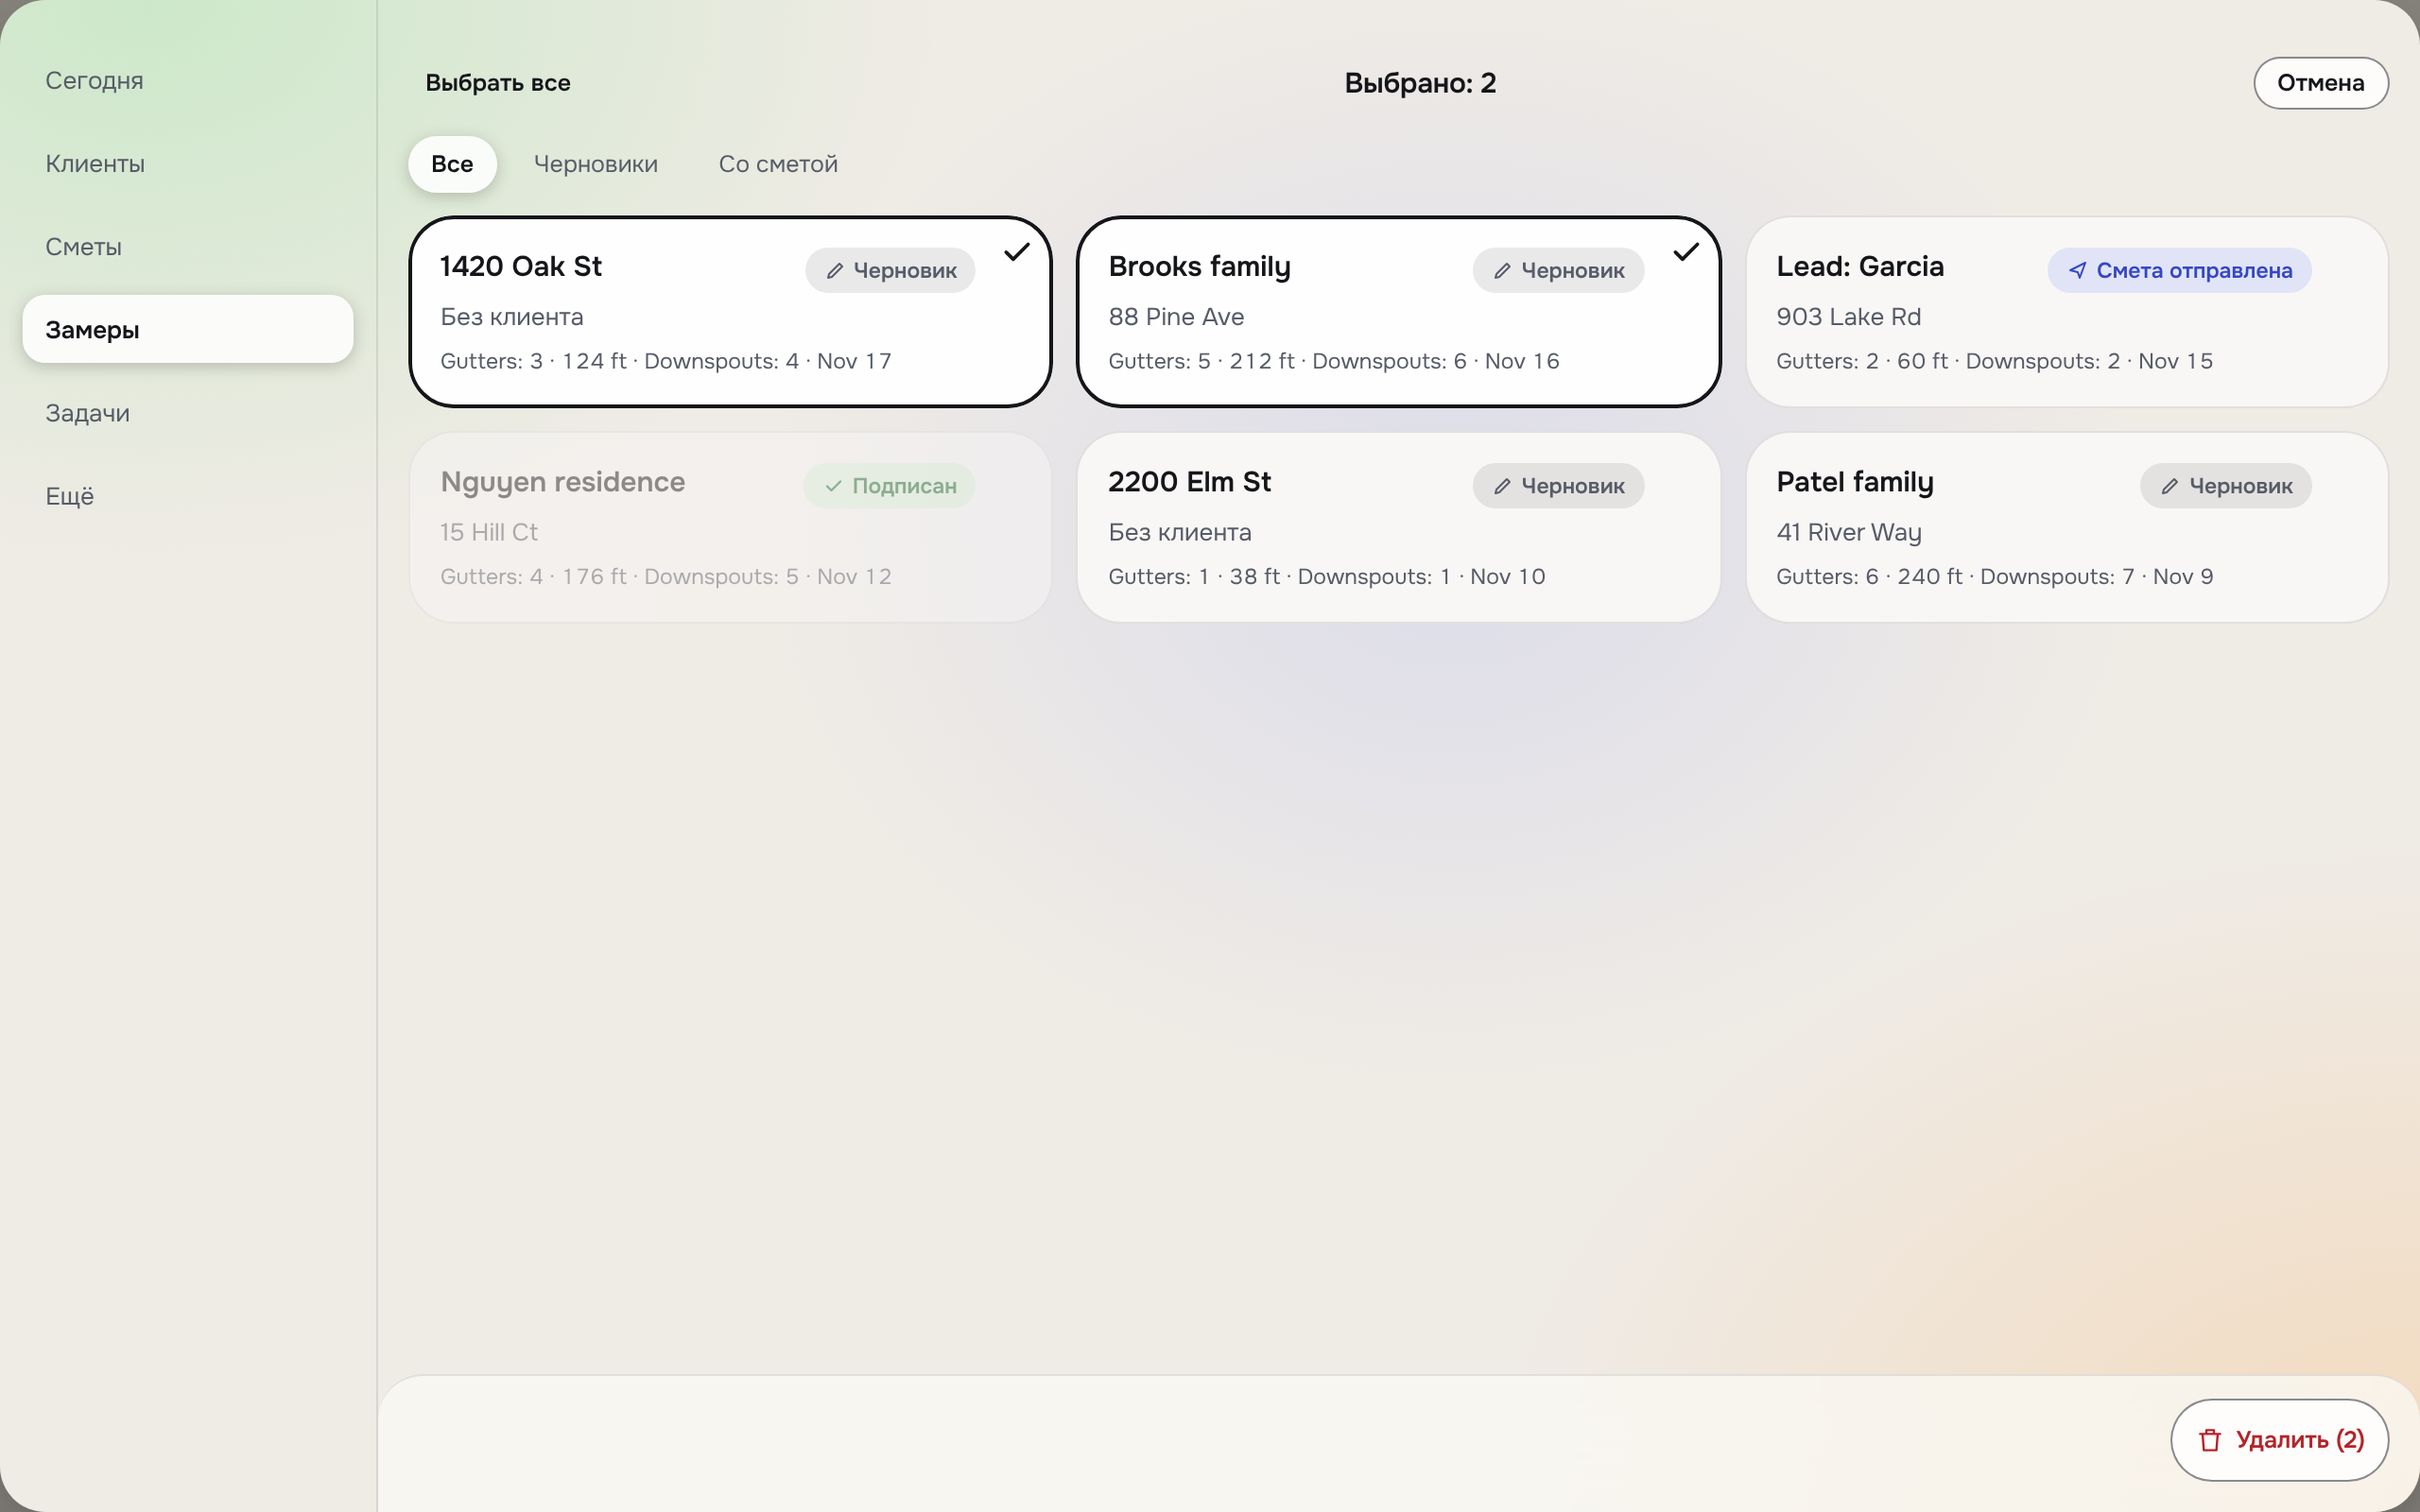 Сегодня
Клиенты
Сметы
Замеры
Задачи
Ещё
Выбрать все
Выбрано: 2
Отмена
Все
Черновики
Со сметой
1420 Oak St
Черновик
Без клиента
Gutters: 3 · 124 ft · Downspouts: 4 · Nov 17
Brooks family
Черновик
88 Pine Ave
Gutters: 5 · 212 ft · Downspouts: 6 · Nov 16
Lead: Garcia
Смета отправлена
903 Lake Rd
Gutters: 2 · 60 ft · Downspouts: 2 · Nov 15
Nguyen residence
Подписан
15 Hill Ct
Gutters: 4 · 176 ft · Downspouts: 5 · Nov 12
2200 Elm St
Черновик
Без клиента
Gutters: 1 · 38 ft · Downspouts: 1 · Nov 10
Patel family
Черновик
41 River Way
Gutters: 6 · 240 ft · Downspouts: 7 · Nov 9
Удалить (2)